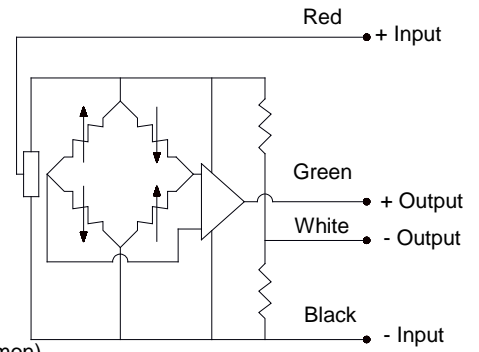 Red
+ Input
Green
+ Output
White
- Output
Black
- Input